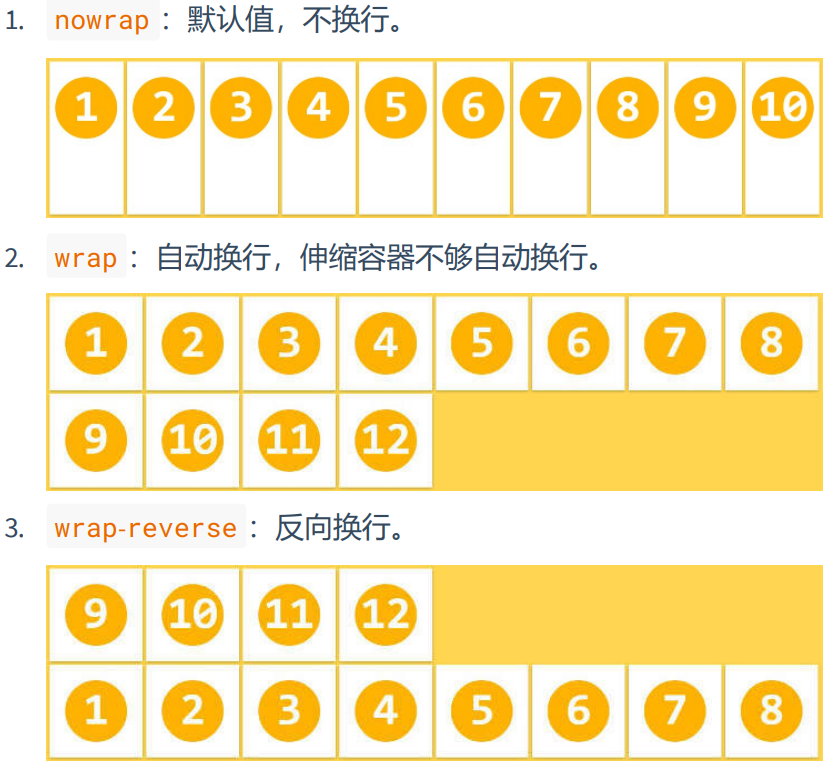 1. nowrap：默认值，不换行。
1 2 3 4 5 6 7 8 9 10
2. wrap：自动换行，伸缩容器不够自动换行。
1 2 3 4 5 6 7 8
9 10 11 12
3. wrap-reverse：反向换行。
9 10 11 12
1 2 3 4 5 6 7 8